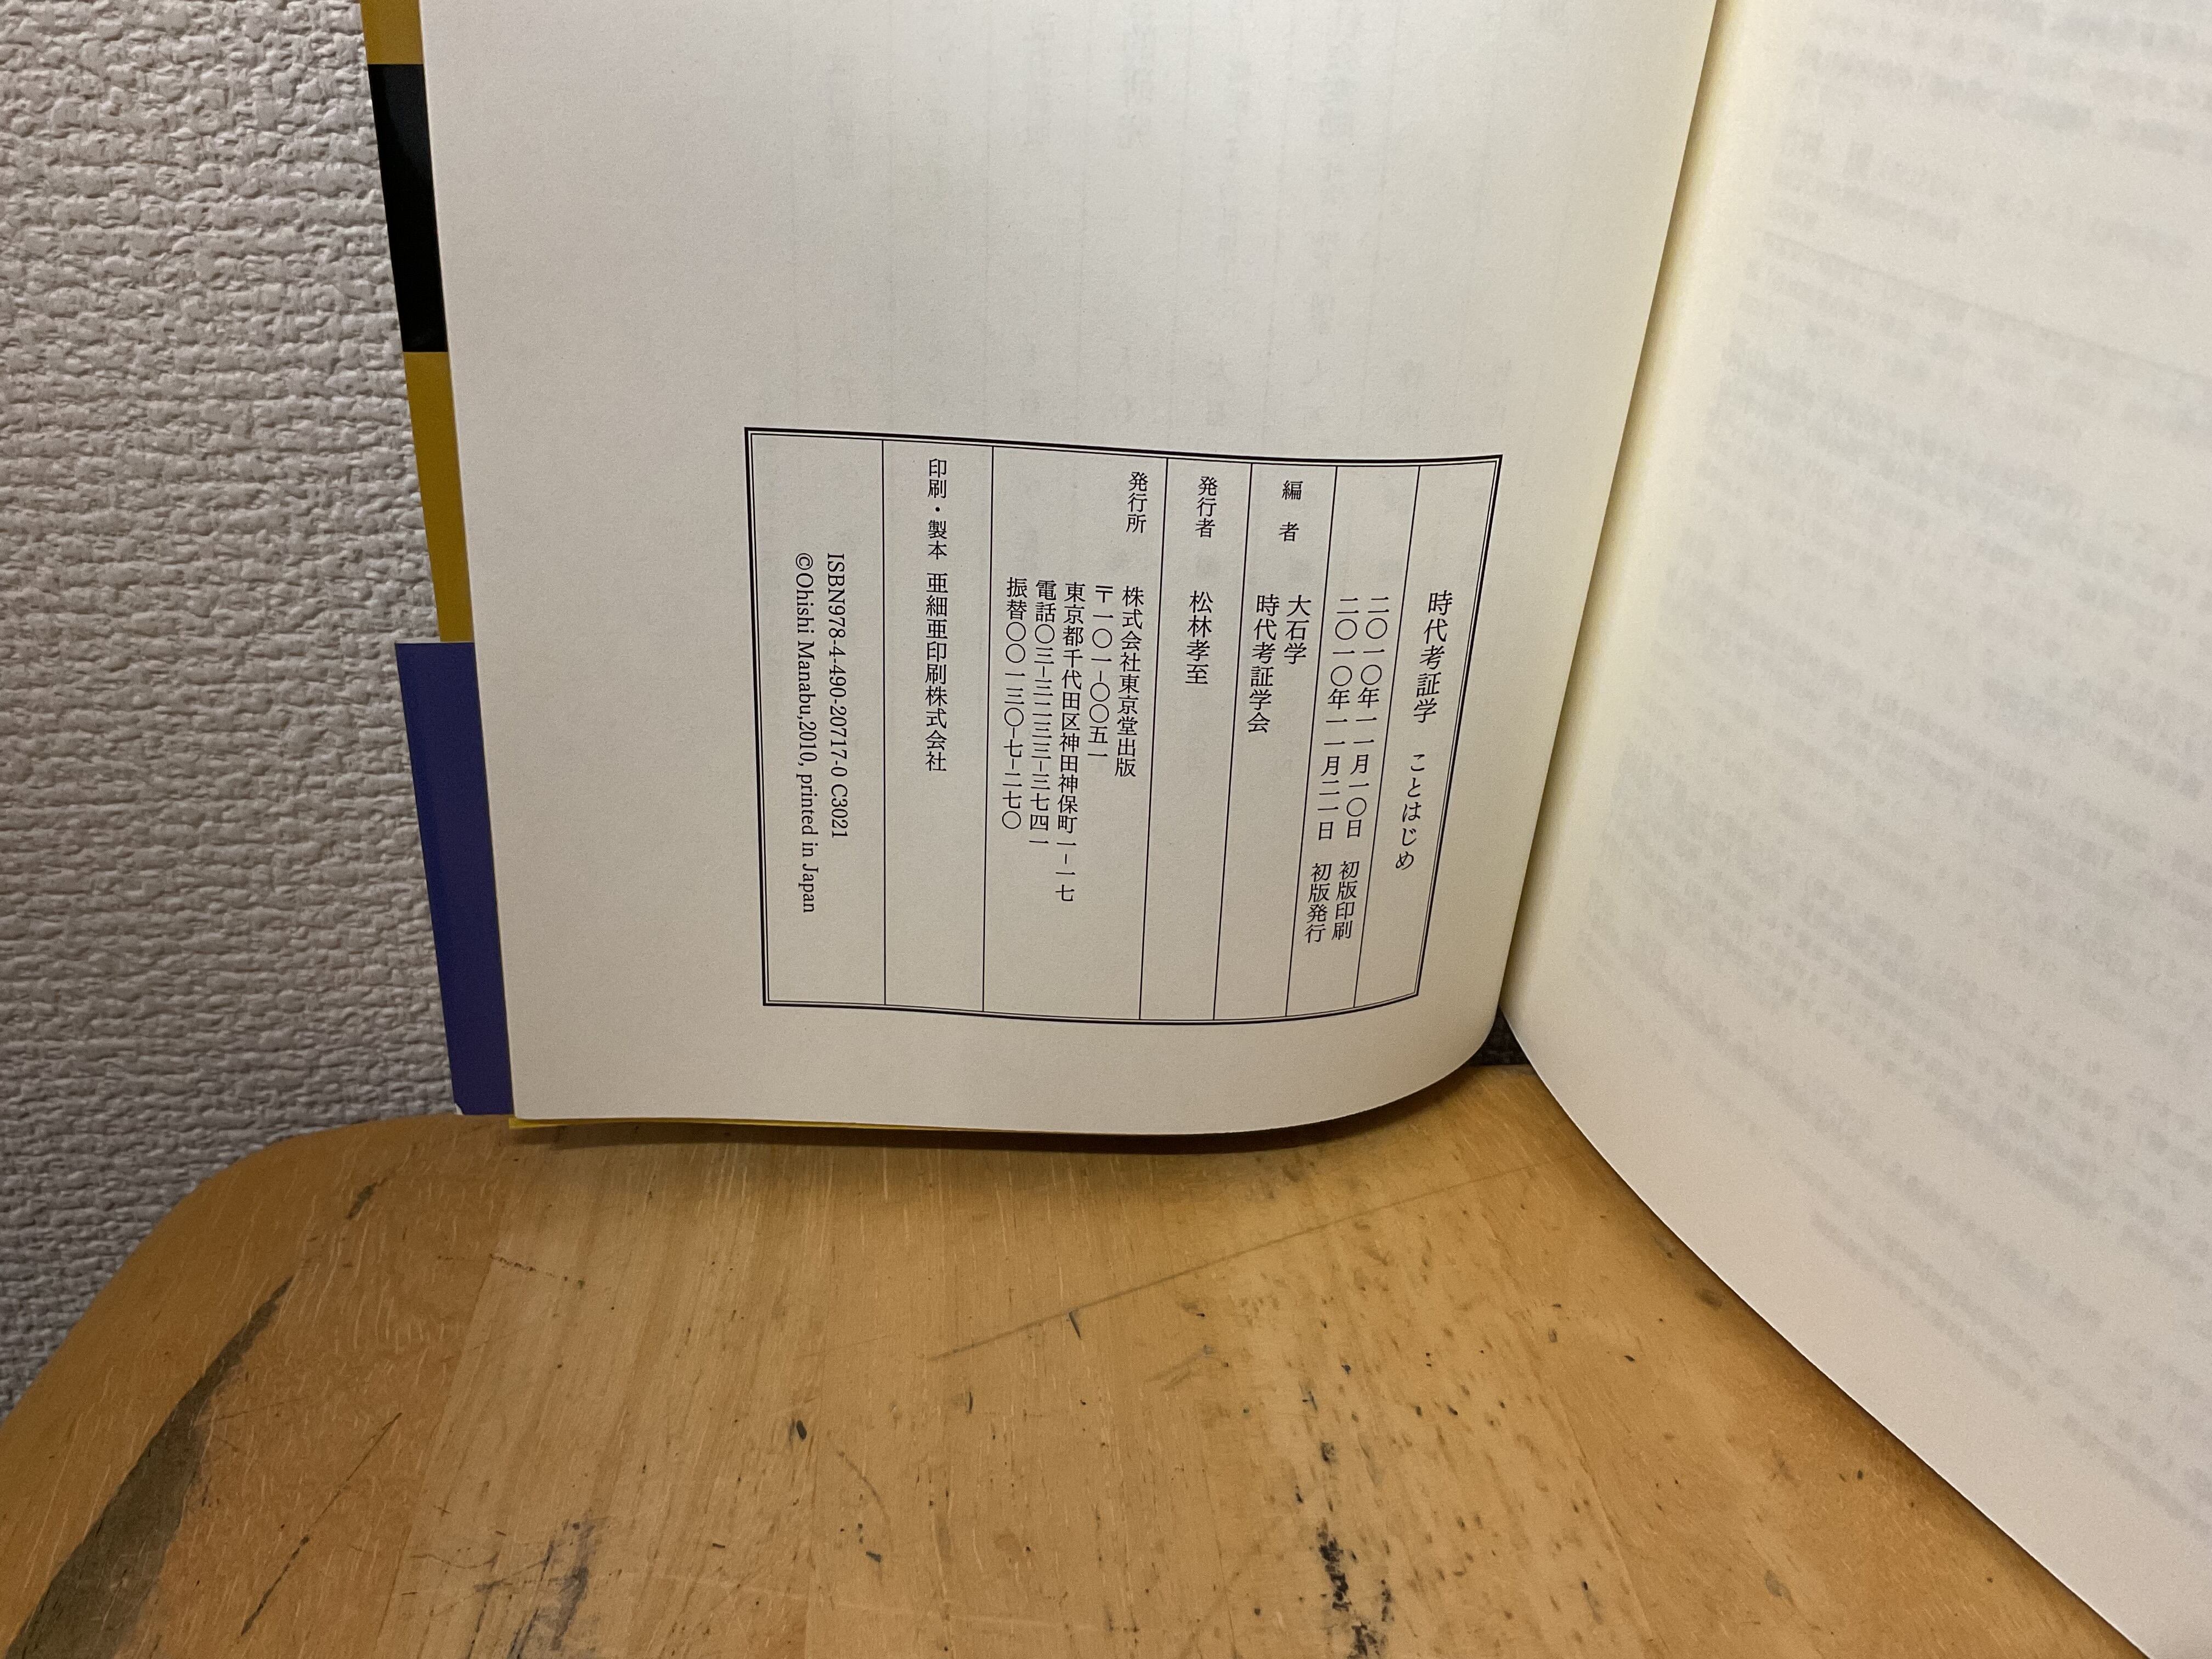 時代考証学　ことはじめ
二〇一〇年一一月一〇日　初版印刷
二〇一〇年一一月二一日　初版発行
編　者　大石学
時代考証学会
発行者　松林孝至
発行所　株式会社東京堂出版
〒一〇一-〇〇五一
東京都千代田区神田神保町一-一七
電話〇三-三二三三-三七四一
振替〇〇一三〇-七-二七〇
印刷・製本　亜細亜印刷株式会社
ISBN978-4-490-20717-0 C3021
©Ohishi Manabu,2010, printed in Japan